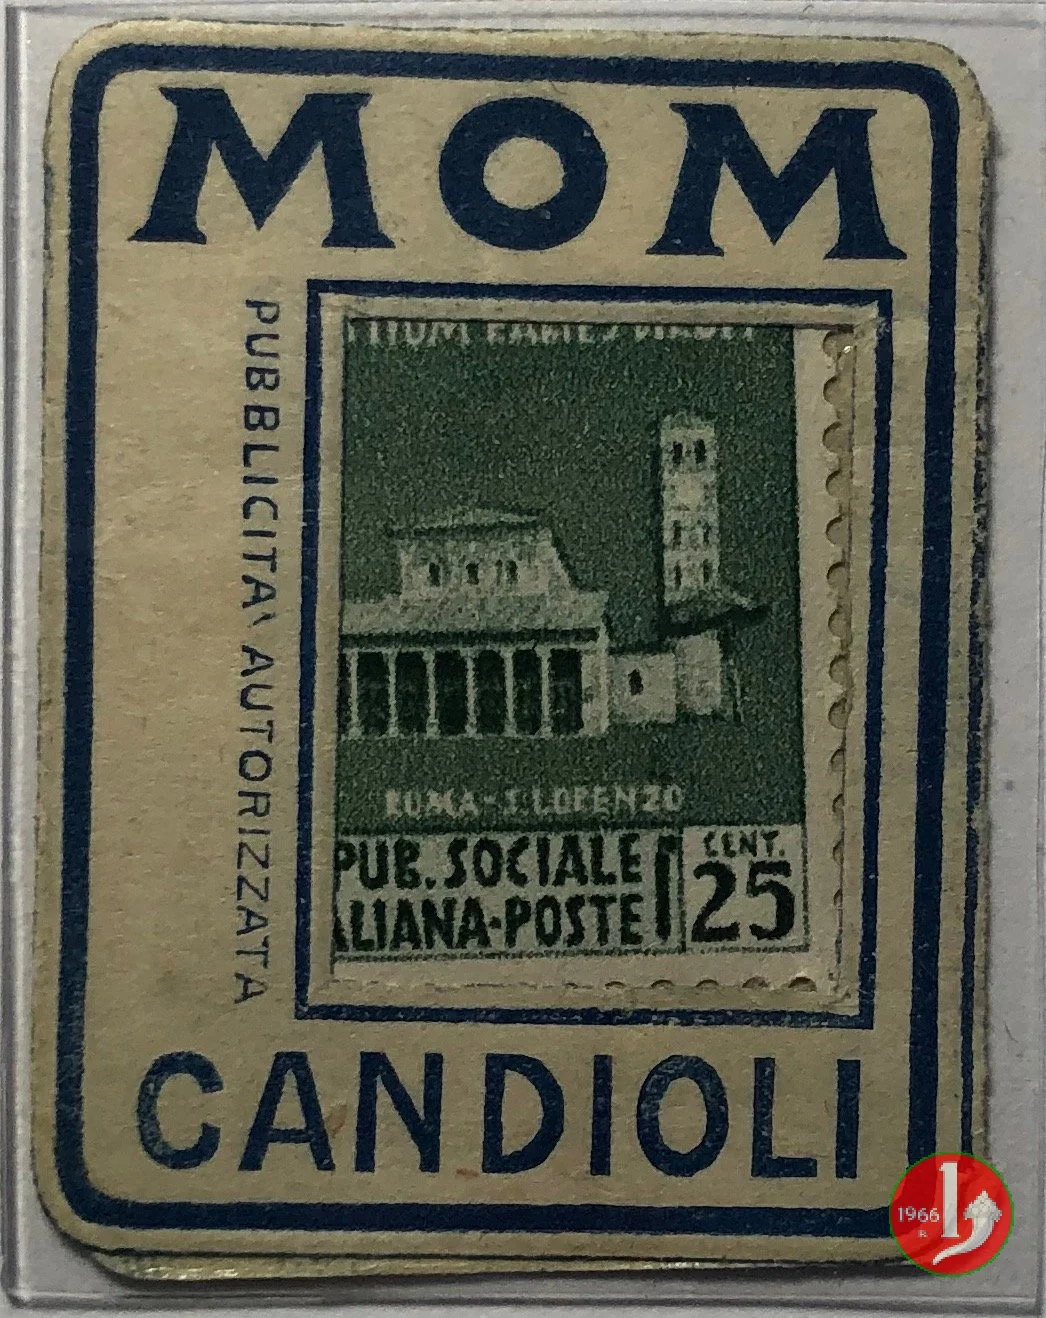 MOM
PUBBLICITA' AUTORIZZATA
ROMA - S. LORENZO
PUB. SOCIALE
ALIANA-POSTE
CENT.
25
CANDIOLI
1966
R